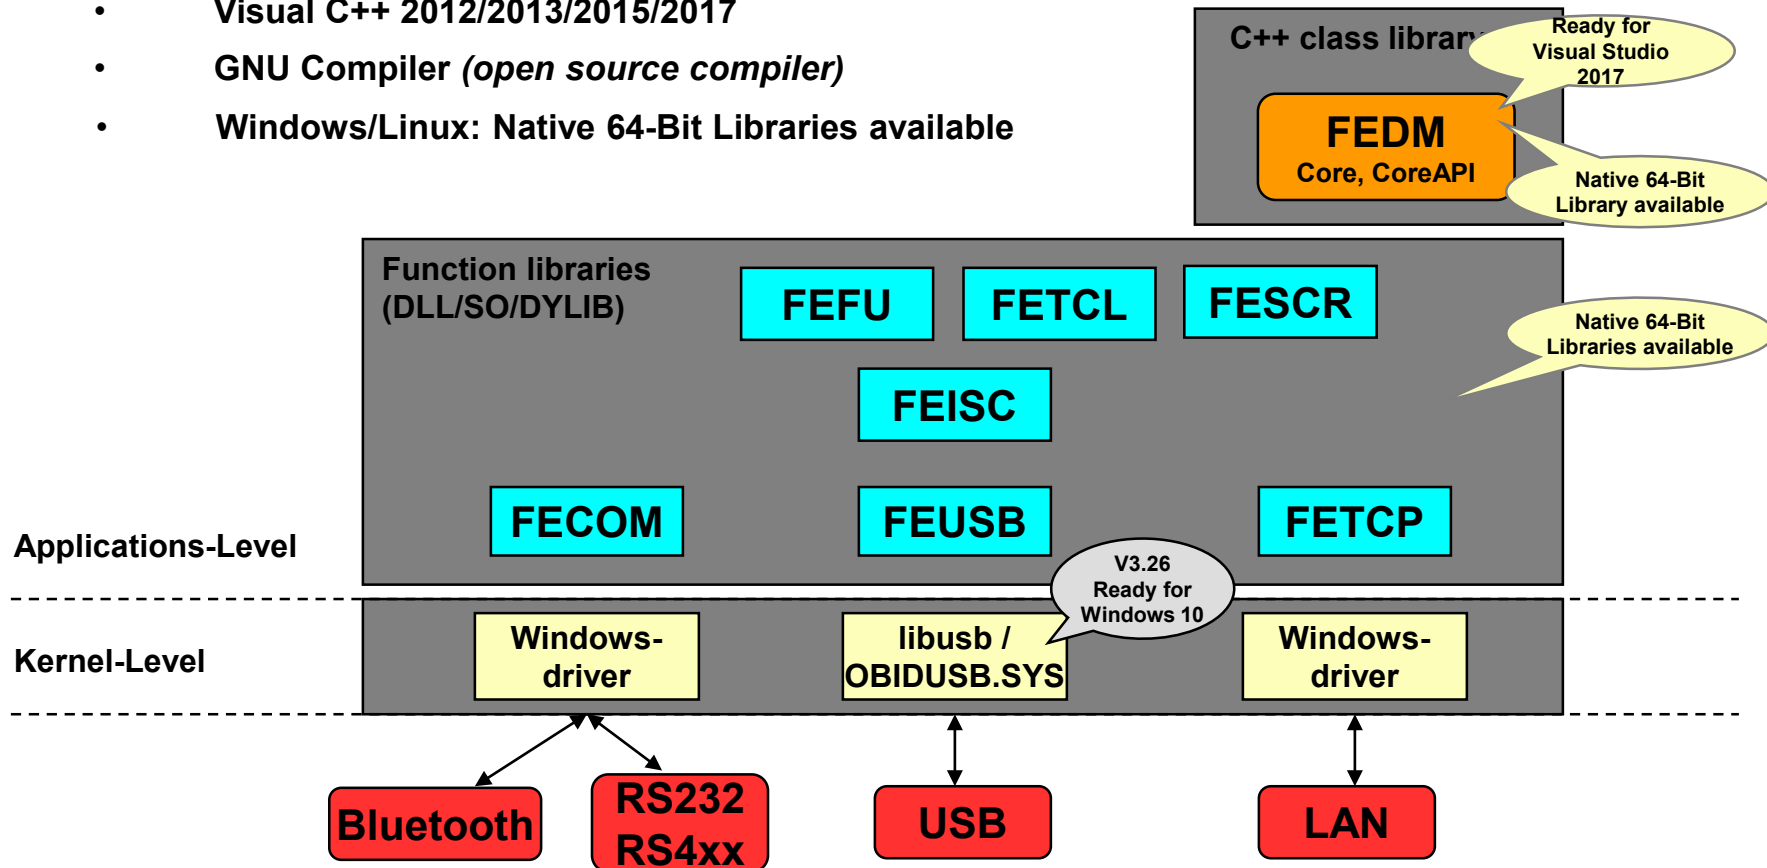 • Visual C++ 2012/2013/2015/2017
• GNU Compiler (open source compiler)
• Windows/Linux: Native 64-Bit Libraries available
C++ class library
Ready for
Visual Studio
2017
FEDM
Core, CoreAPI
Native 64-Bit
Library available
Function libraries
(DLL/SO/DYLIB)
FEFU
FETCL
FESCR
Native 64-Bit
Libraries available
FEISC
FECOM
FEUSB
FETCP
Applications-Level
V3.26
Ready for
Windows 10
Kernel-Level
Windows-
driver
libusb /
OBIDUSB.SYS
Windows-
driver
Bluetooth
RS232
RS4xx
USB
LAN